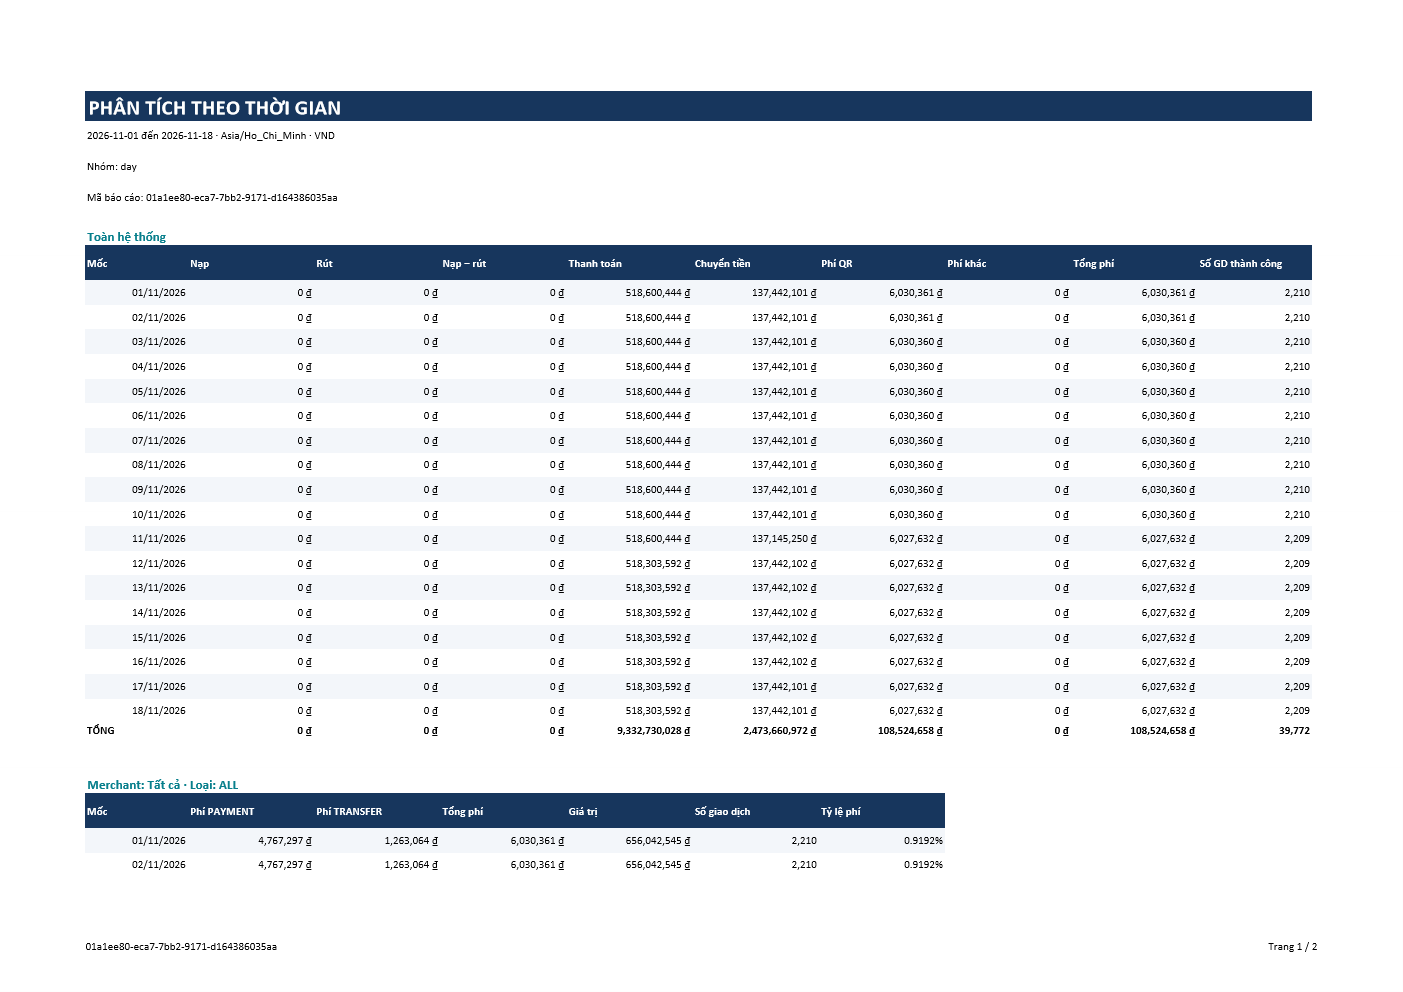 PHÂN TÍCH THEO THỜI GIAN
2026-11-01 đến 2026-11-18 · Asia/Ho_Chi_Minh · VND
Nhóm: day
Mã báo cáo: 01a1ee80-eca7-7bb2-9171-d164386035aa
Toàn hệ thống
Mốc Nạp Rút Nạp – rút Thanh toán Chuyển tiền Phí QR Phí khác Tổng phí Số GD thành công
01/11/2026 0 ₫ 0 ₫ 0 ₫ 518,600,444 ₫ 137,442,101 ₫ 6,030,361 ₫ 0 ₫ 6,030,361 ₫ 2,210
02/11/2026 0 ₫ 0 ₫ 0 ₫ 518,600,444 ₫ 137,442,101 ₫ 6,030,361 ₫ 0 ₫ 6,030,361 ₫ 2,210
03/11/2026 0 ₫ 0 ₫ 0 ₫ 518,600,444 ₫ 137,442,101 ₫ 6,030,360 ₫ 0 ₫ 6,030,360 ₫ 2,210
04/11/2026 0 ₫ 0 ₫ 0 ₫ 518,600,444 ₫ 137,442,101 ₫ 6,030,360 ₫ 0 ₫ 6,030,360 ₫ 2,210
05/11/2026 0 ₫ 0 ₫ 0 ₫ 518,600,444 ₫ 137,442,101 ₫ 6,030,360 ₫ 0 ₫ 6,030,360 ₫ 2,210
06/11/2026 0 ₫ 0 ₫ 0 ₫ 518,600,444 ₫ 137,442,101 ₫ 6,030,360 ₫ 0 ₫ 6,030,360 ₫ 2,210
07/11/2026 0 ₫ 0 ₫ 0 ₫ 518,600,444 ₫ 137,442,101 ₫ 6,030,360 ₫ 0 ₫ 6,030,360 ₫ 2,210
08/11/2026 0 ₫ 0 ₫ 0 ₫ 518,600,444 ₫ 137,442,101 ₫ 6,030,360 ₫ 0 ₫ 6,030,360 ₫ 2,210
09/11/2026 0 ₫ 0 ₫ 0 ₫ 518,600,444 ₫ 137,442,101 ₫ 6,030,360 ₫ 0 ₫ 6,030,360 ₫ 2,210
10/11/2026 0 ₫ 0 ₫ 0 ₫ 518,600,444 ₫ 137,442,101 ₫ 6,030,360 ₫ 0 ₫ 6,030,360 ₫ 2,210
11/11/2026 0 ₫ 0 ₫ 0 ₫ 518,600,444 ₫ 137,145,250 ₫ 6,027,632 ₫ 0 ₫ 6,027,632 ₫ 2,209
12/11/2026 0 ₫ 0 ₫ 0 ₫ 518,303,592 ₫ 137,442,102 ₫ 6,027,632 ₫ 0 ₫ 6,027,632 ₫ 2,209
13/11/2026 0 ₫ 0 ₫ 0 ₫ 518,303,592 ₫ 137,442,102 ₫ 6,027,632 ₫ 0 ₫ 6,027,632 ₫ 2,209
14/11/2026 0 ₫ 0 ₫ 0 ₫ 518,303,592 ₫ 137,442,102 ₫ 6,027,632 ₫ 0 ₫ 6,027,632 ₫ 2,209
15/11/2026 0 ₫ 0 ₫ 0 ₫ 518,303,592 ₫ 137,442,102 ₫ 6,027,632 ₫ 0 ₫ 6,027,632 ₫ 2,209
16/11/2026 0 ₫ 0 ₫ 0 ₫ 518,303,592 ₫ 137,442,102 ₫ 6,027,632 ₫ 0 ₫ 6,027,632 ₫ 2,209
17/11/2026 0 ₫ 0 ₫ 0 ₫ 518,303,592 ₫ 137,442,101 ₫ 6,027,632 ₫ 0 ₫ 6,027,632 ₫ 2,209
18/11/2026 0 ₫ 0 ₫ 0 ₫ 518,303,592 ₫ 137,442,101 ₫ 6,027,632 ₫ 0 ₫ 6,027,632 ₫ 2,209
TỔNG 0 ₫ 0 ₫ 0 ₫ 9,332,730,028 ₫ 2,473,660,972 ₫ 108,524,658 ₫ 0 ₫ 108,524,658 ₫ 39,772
Merchant: Tất cả · Loại: ALL
Mốc Phí PAYMENT Phí TRANSFER Tổng phí Giá trị Số giao dịch Tỷ lệ phí
01/11/2026 4,767,297 ₫ 1,263,064 ₫ 6,030,361 ₫ 656,042,545 ₫ 2,210 0.9192%
02/11/2026 4,767,297 ₫ 1,263,064 ₫ 6,030,361 ₫ 656,042,545 ₫ 2,210 0.9192%
01a1ee80-eca7-7bb2-9171-d164386035aa Trang 1 / 2